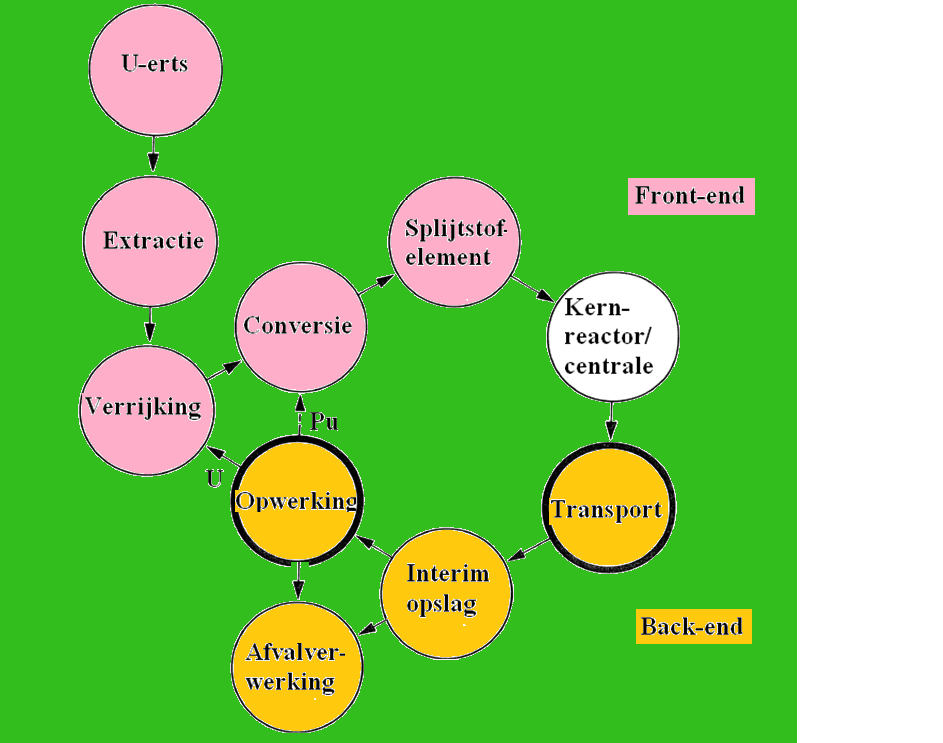 U-erts
Extractie
Verrijking
Conversie
Splijtstof-
element
Kern-
reactor/
centrale
Front-end
Pu
U
Opwerking
Transport
Interim
opslag
Afvalver-
werking
Back-end